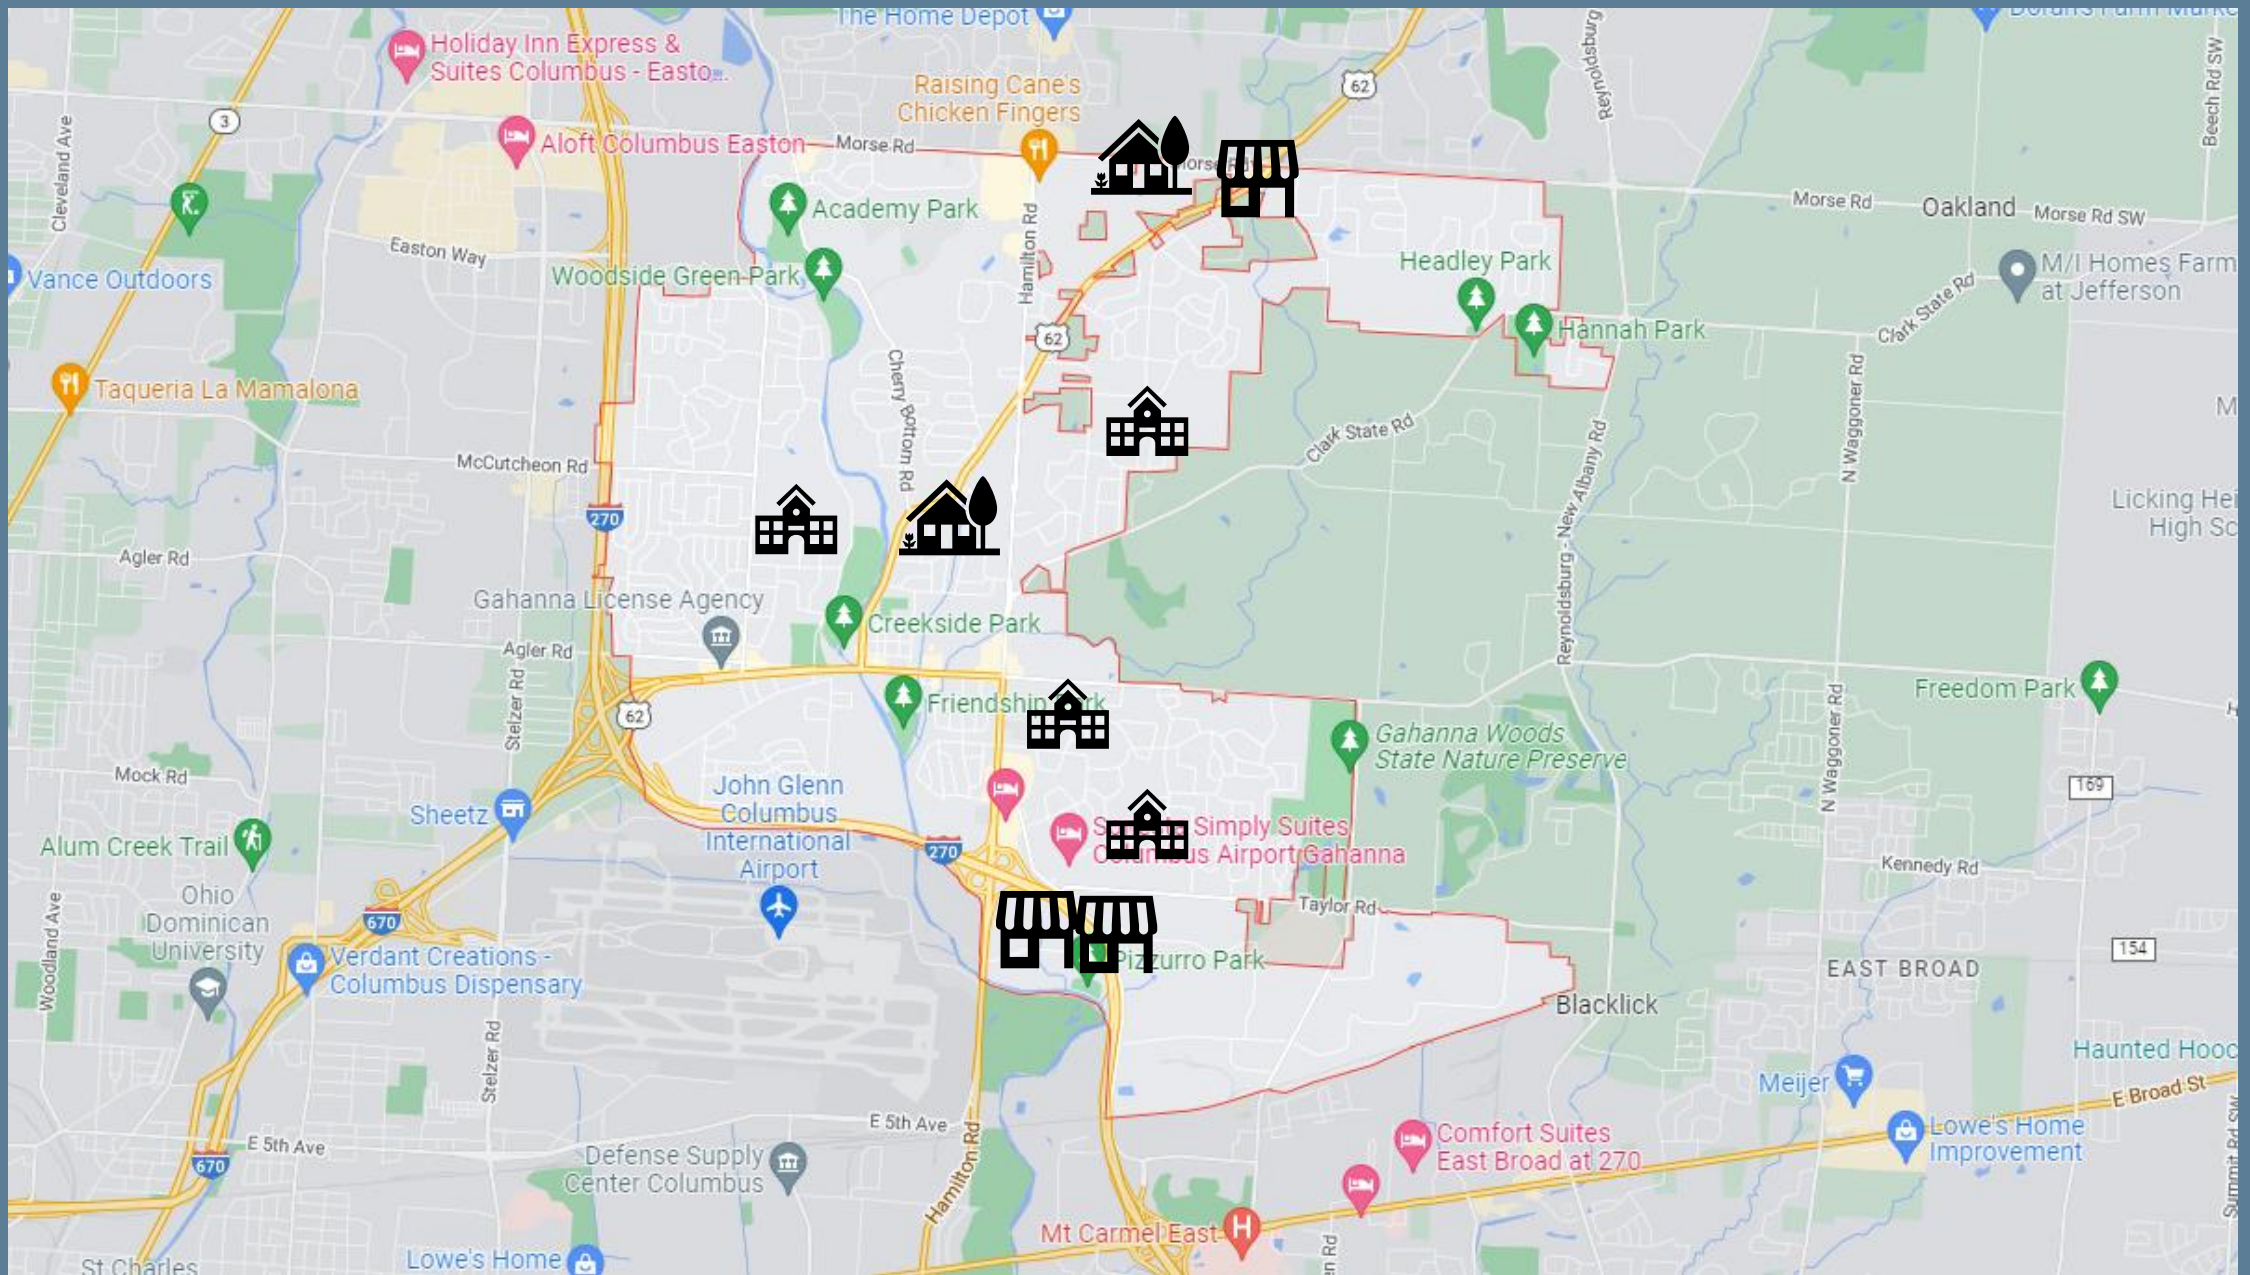 The Home Depot
Holiday Inn Express &
Suites Columbus - Easto...
Raising Cane's
Chicken Fingers
62
Reynoldsburg
Beech Rd SW
Cleveland Ave
3
Aloft Columbus Easton
Morse Rd
Academy Park
Morse Rd
Oakland
Morse Rd SW
Easton Way
Hamilton Rd
Vance Outdoors
Woodside Green Park
Headley Park
M/I Homes Farm
at Jefferson
Clark State Rd
62
Hannah Park
Taqueria La Mamalona
Cherry Bottom Rd
N Waggoner Rd
McCutcheon Rd
Clark State Rd
Reynoldsburg - New Albany Rd
270
Licking Hei
High Sc
Agler Rd
Gahanna License Agency
Creekside Park
Agler Rd
Stelzer Rd
Freedom Park
Friendship
62
Gahanna Woods
State Nature Preserve
N Waggoner Rd
Mock Rd
John Glenn
Columbus
International
Airport
169
Sheetz
Simply Suites
Columbus Airport Gahanna
Alum Creek Trail
270
Kennedy Rd
Ohio
Dominican
University
670
Taylor Rd
Woodland Ave
Verdant Creations -
Columbus Dispensary
Pizzurro Park
154
EAST BROAD
Blacklick
Stelzer Rd
Haunted Hooc
Meijer
E Broad St
E 5th Ave
E 5th Ave
Hamilton Rd
670
Defense Supply
Center Columbus
Comfort Suites
East Broad at 270
Lowe's Home
Improvement
Summit Rd SW
Mt Carmel East
H
en Rd
Lowe's Home
St Charles